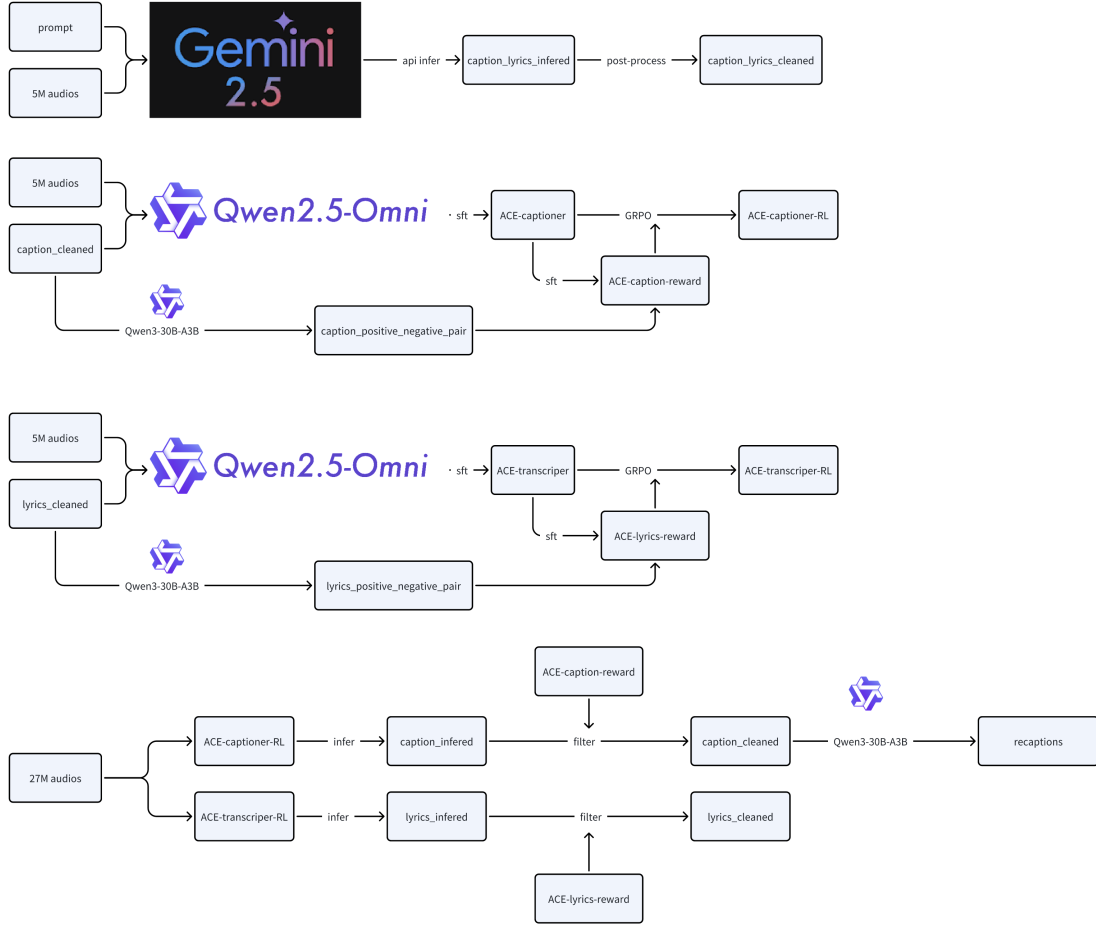 prompt
5M audios
Gemini
2.5
api infer
caption_lyrics_infered
post-process
caption_lyrics_cleaned
5M audios
caption_cleaned
Qwen2.5-Omni
sft
ACE-captioner
GRPO
ACE-captioner-RL
sft
ACE-caption-reward
Qwen3-30B-A3B
caption_positive_negative_pair
5M audios
lyrics_cleaned
Qwen2.5-Omni
sft
ACE-transcriper
GRPO
ACE-transcriper-RL
sft
ACE-lyrics-reward
Qwen3-30B-A3B
lyrics_positive_negative_pair
ACE-caption-reward
27M audios
ACE-captioner-RL
infer
caption_infered
filter
caption_cleaned
Qwen3-30B-A3B
recaptions
ACE-transcriper-RL
infer
lyrics_infered
filter
lyrics_cleaned
ACE-lyrics-reward